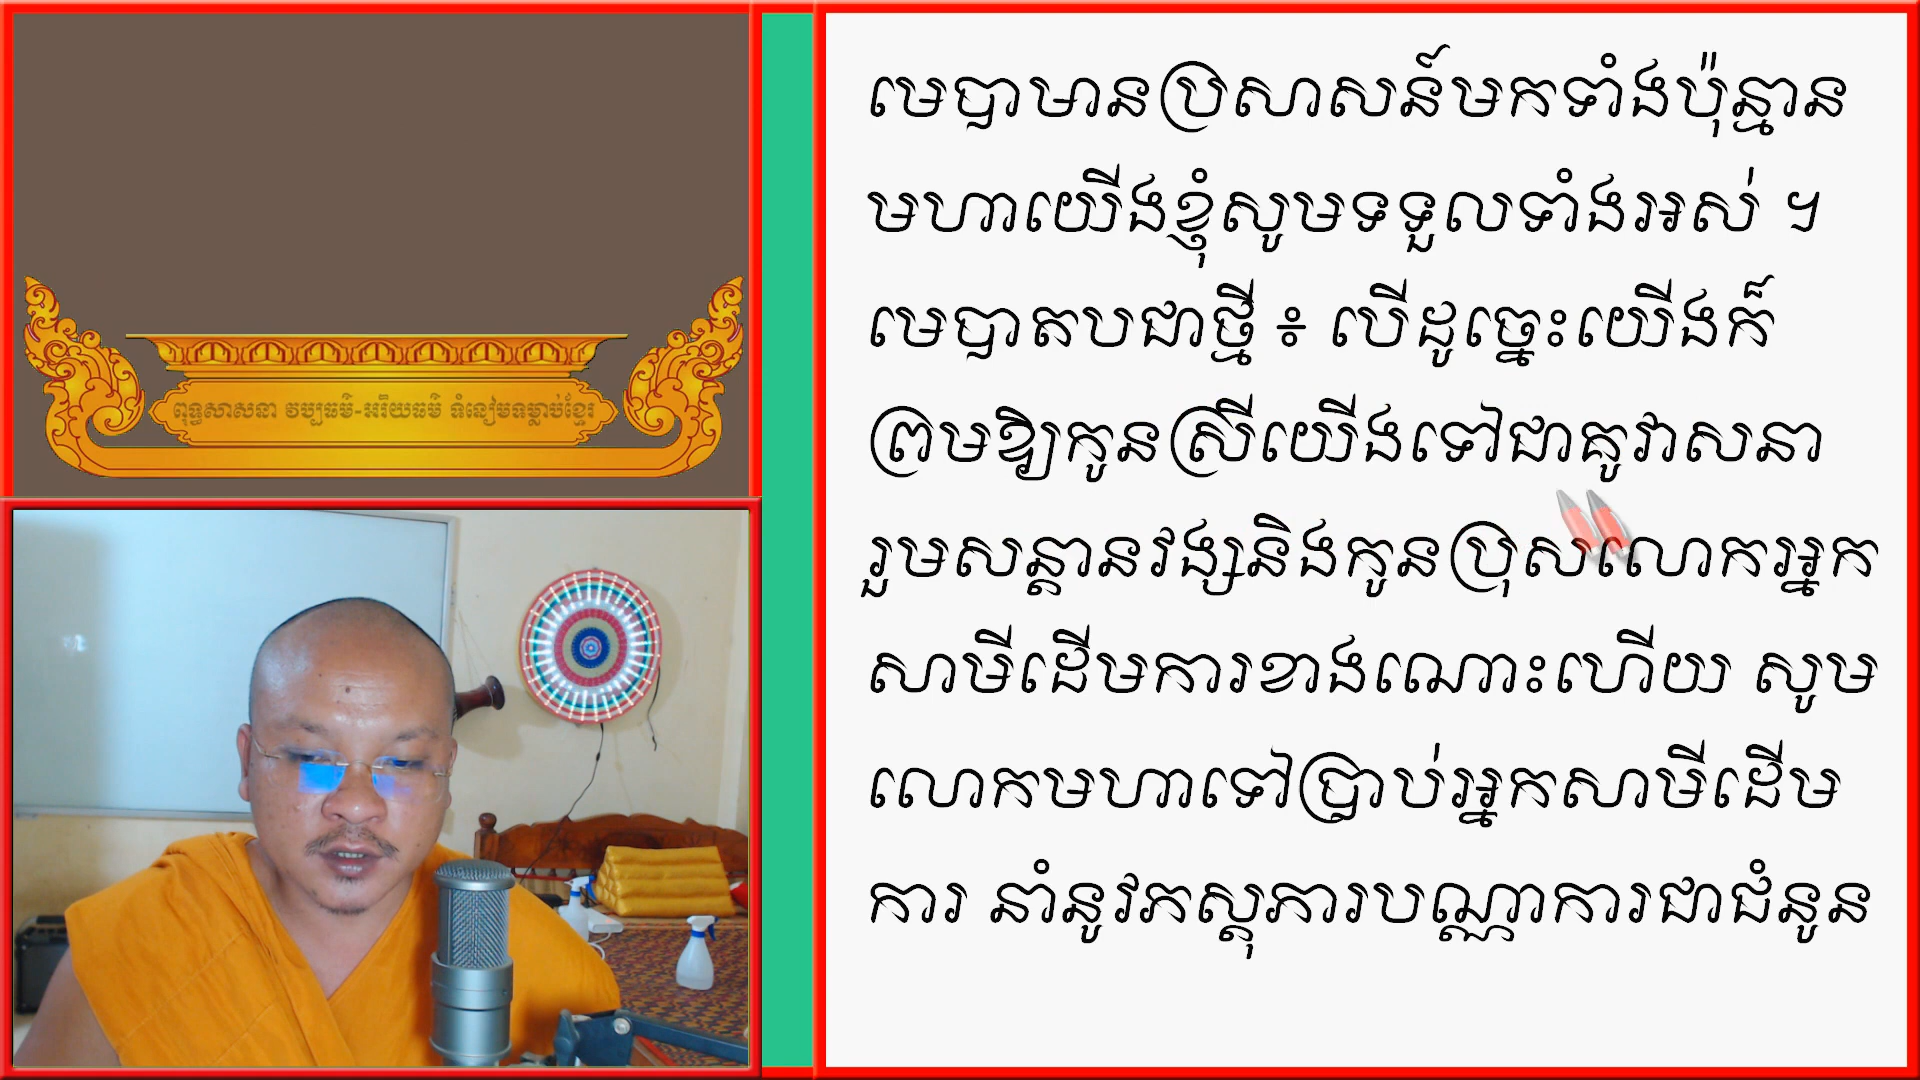 ពុទ្ធសាសនា វប្បធម៌-អរិយធម៌ ទំនៀមទម្លាប់ខ្មែរ
មេបាមានប្រសាសន៍មកទាំងប៉ុន្មាន
មហាយើងខ្ញុំសូមទទួលទាំងអស់ ។
មេបាតបជាថ្មី ៖ បើដូច្នេះយើងក៏
ព្រមឱ្យកូនស្រីយើងទៅជាគូវាសនា
រួមសន្តានវង្សនិងកូនប្រុសលោកអ្នក
សាមីដើមការខាងណោះហើយ សូម
លោកមហាទៅប្រាប់អ្នកសាមីដើម
ការ នាំនូវភស្តុភារបណ្ណាការជាជំនូន